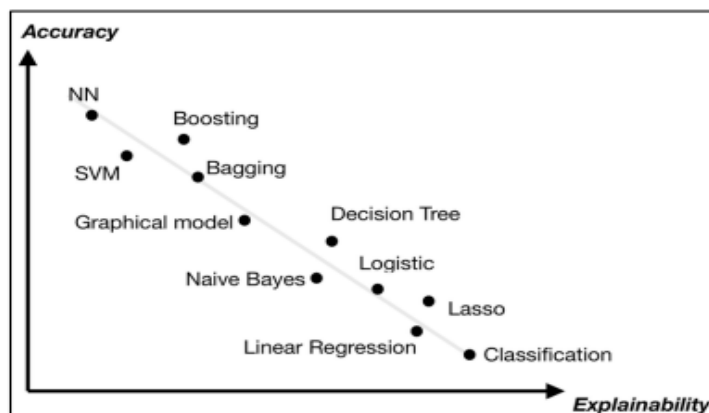 Accuracy
NN
Boosting
SVM
Bagging
Graphical model
Decision Tree
Naive Bayes
Logistic
Lasso
Linear Regression
Classification
Explainability